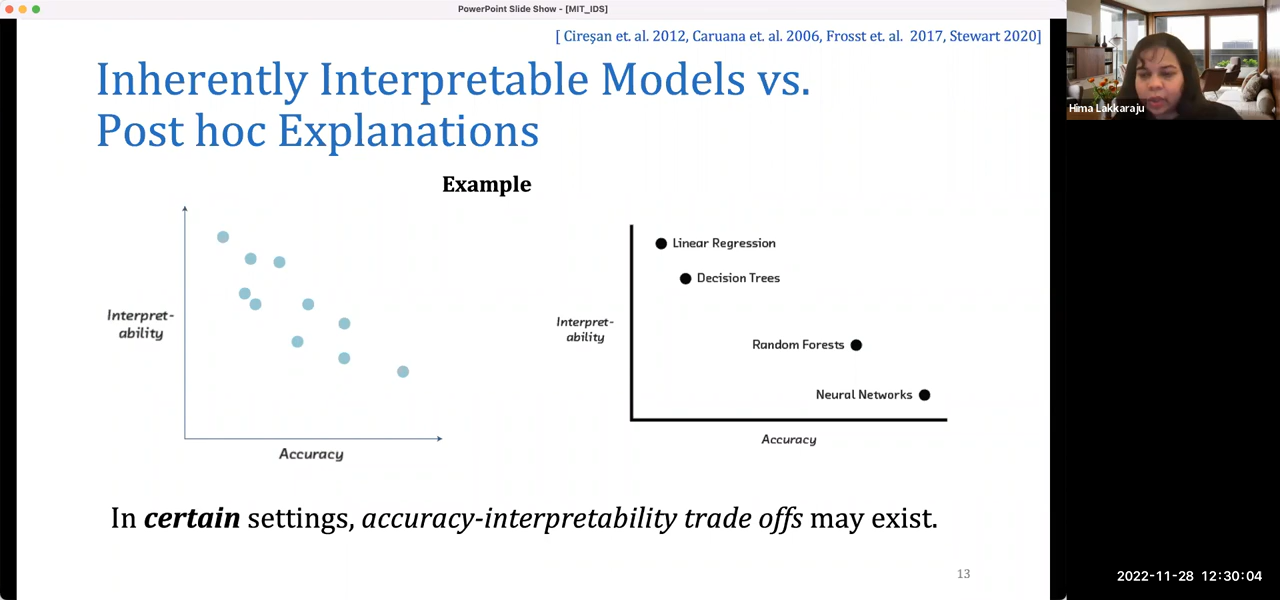 PowerPoint Slide Show - [MIT_IDS]
[ Cireşan et. al. 2012, Caruana et. al. 2006, Frosst et. al. 2017, Stewart 2020]
Inherently Interpretable Models vs.
Post hoc Explanations
Example
Interpret-
ability
Accuracy
Linear Regression
Decision Trees
Random Forests
Neural Networks
Interpret-
ability
Accuracy
In certain settings, accuracy-interpretability trade offs may exist.
13
Hima Lakkaraju
2022-11-28 12:30:04